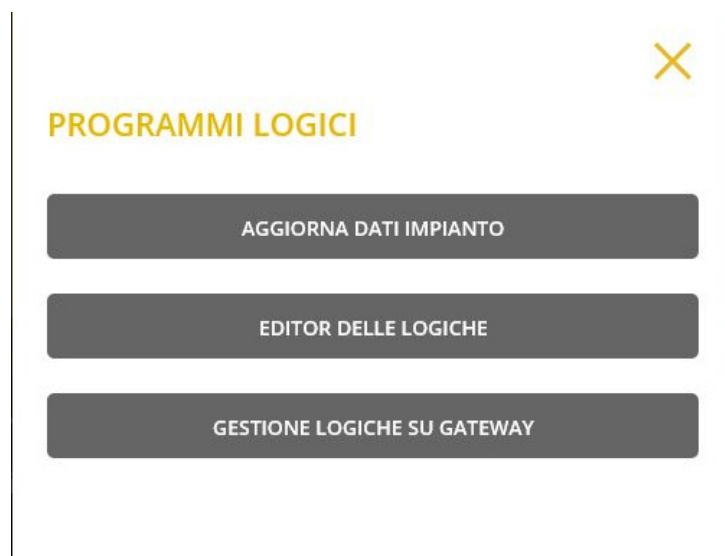 PROGRAMMI LOGICI
AGGIORNA DATI IMPIANTO
EDITOR DELLE LOGICHE
GESTIONE LOGICHE SU GATEWAY